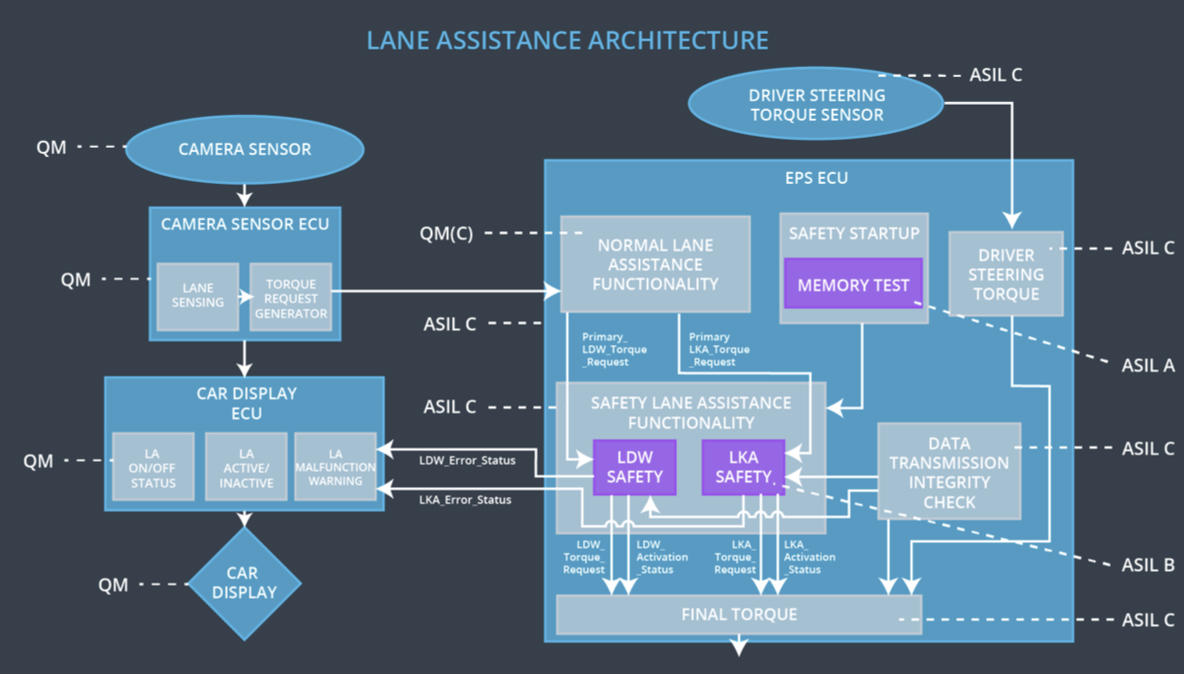 LANE ASSISTANCE ARCHITECTURE
ASIL C
DRIVER STEERING
TORQUE SENSOR
QM
CAMERA SENSOR
EPS ECU
CAMERA SENSOR ECU
QM
LANE
SENSING
TORQUE
REQUEST
GENERATOR
QM(C)
NORMAL LANE
ASSISTANCE
FUNCTIONALITY
SAFETY STARTUP
MEMORY TEST
DRIVER
STEERING
TORQUE
ASIL C
ASIL C
Primary_
LDW_Torque
_Request
Primary
LKA_Torque
_Request
ASIL A
CAR DISPLAY
ECU
ASIL C
SAFETY LANE ASSISTANCE
FUNCTIONALITY
QM
LA
ON/OFF
STATUS
LA
ACTIVE/
INACTIVE
LA
MALFUNCTION
WARNING
LDW_Error_Status
LKA_Error_Status
LDW
SAFETY
LKA
SAFETY
DATA
TRANSMISSION
INTEGRITY
CHECK
ASIL C
LDW_
Torque_
Request
LDW_
Activation
_Status
LKA_
Torque_
Request
LKA_
Activation
_Status
ASIL B
QM
CAR
DISPLAY
FINAL TORQUE
ASIL C